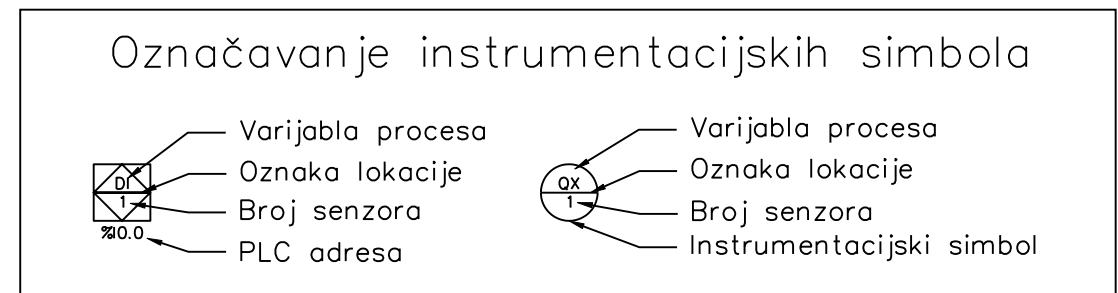 Označavanje instrumentacijskih simbola
Varijabla procesa
Oznaka lokacije
Broj senzora
PLC adresa
DI
1
%I0.0
Varijabla procesa
Oznaka lokacije
Broj senzora
Instrumentacijski simbol
QX
1